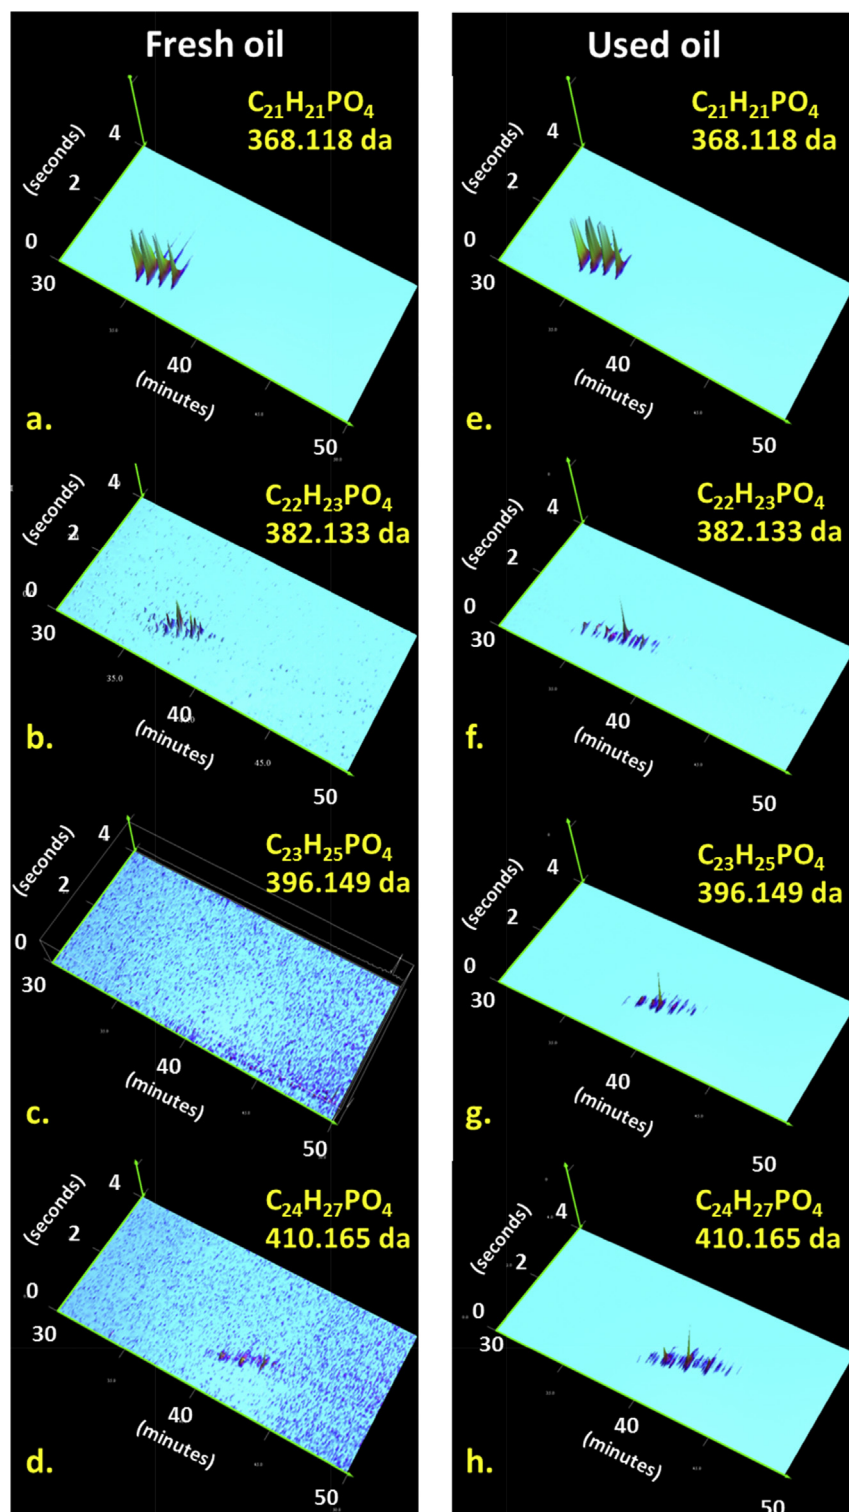 Fresh oil
C₂₁H₂₁PO₄
368.118 da
(seconds)
4
2
0
30
40
(minutes)
50
a.
C₂₂H₂₃PO₄
382.133 da
(seconds)
4
2
0
30
35.0
40
(minutes)
45.0
50
b.
C₂₃H₂₅PO₄
396.149 da
(seconds)
4
2
0
30
40
(minutes)
50
c.
C₂₄H₂₇PO₄
410.165 da
(seconds)
4
2
0
30
40
(minutes)
50
d.
Used oil
C₂₁H₂₁PO₄
368.118 da
(seconds)
4
2
0
30
40
(minutes)
50
e.
C₂₂H₂₃PO₄
382.133 da
(seconds)
4
2
0
30
40
(minutes)
50
f.
C₂₃H₂₅PO₄
396.149 da
(seconds)
4
2
0
30
40
(minutes)
50
g.
C₂₄H₂₇PO₄
410.165 da
(seconds)
4
2
0
30
40
(minutes)
50
h.